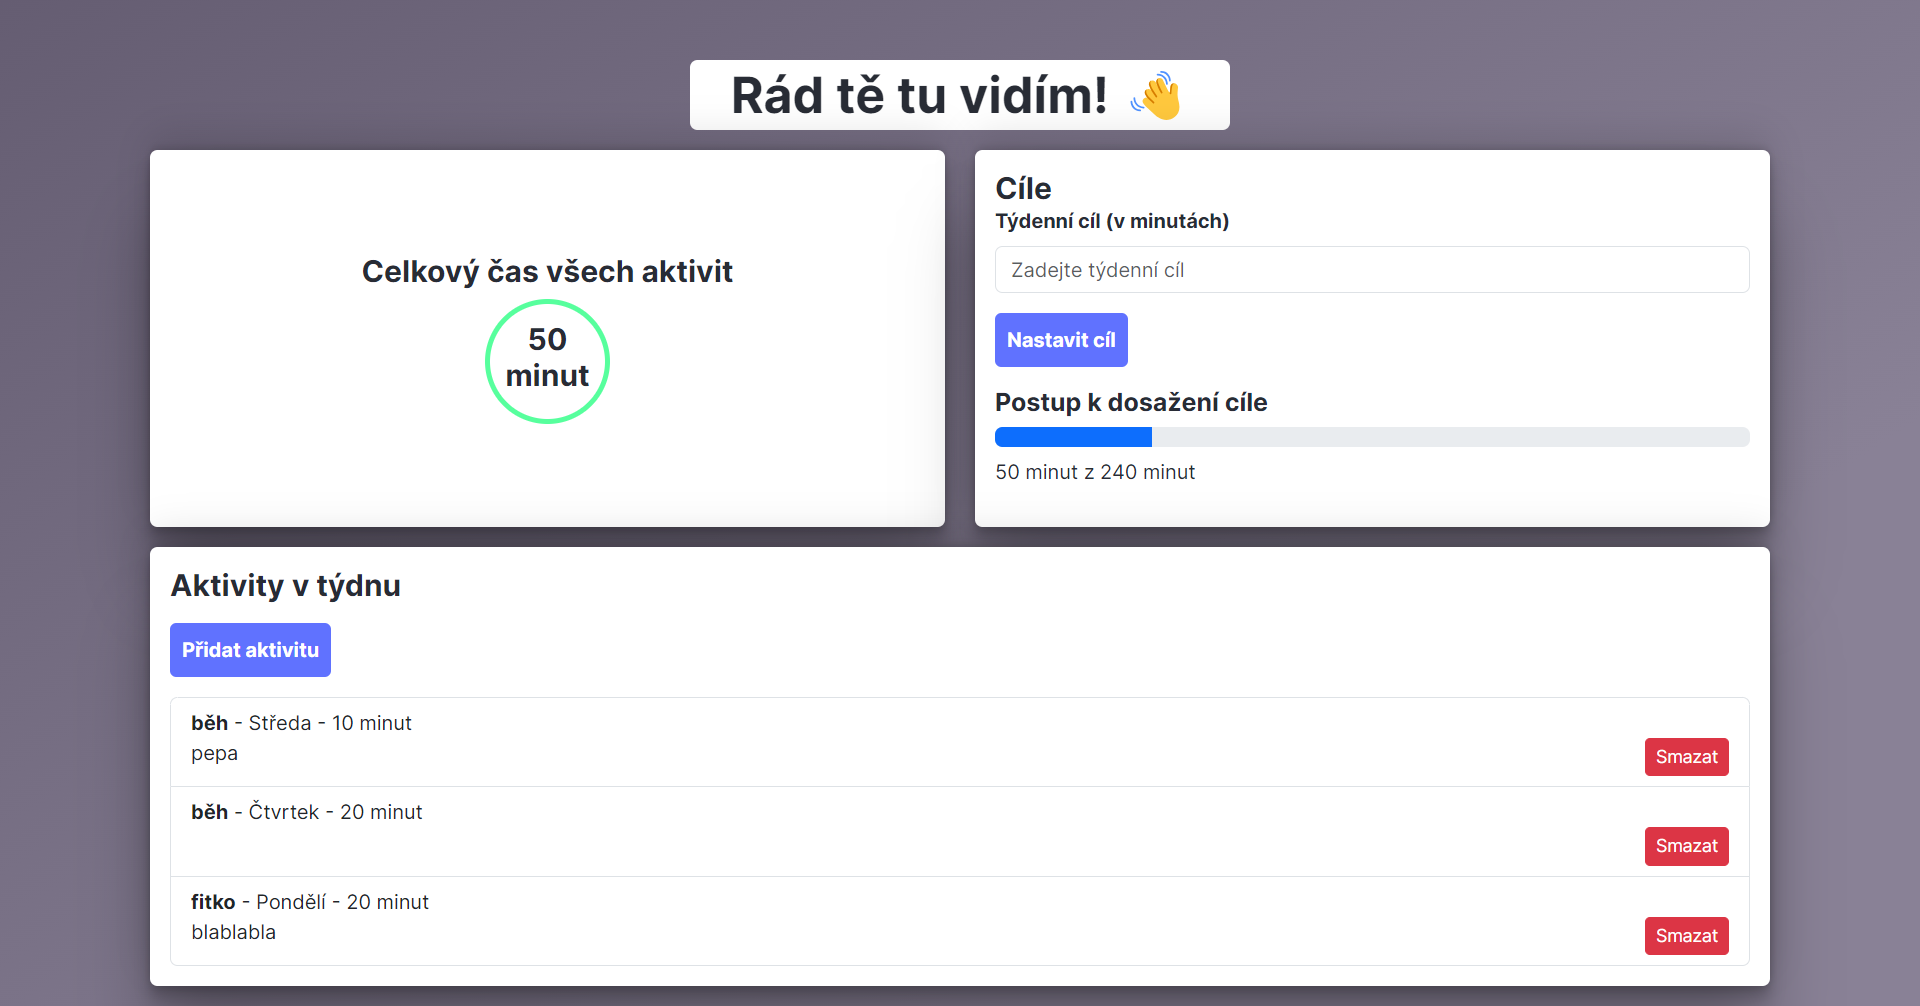 Rád tě tu vidím! 👋
Celkový čas všech aktivit
50
minut
Cíle
Týdenní cíl (v minutách)
Zadejte týdenní cíl
Nastavit cíl
Postup k dosažení cíle
50 minut z 240 minut
Aktivity v týdnu
Přidat aktivitu
běh - Středa - 10 minut
pepa
Smazat
běh - Čtvrtek - 20 minut
Smazat
fitko - Pondělí - 20 minut
blablabla
Smazat